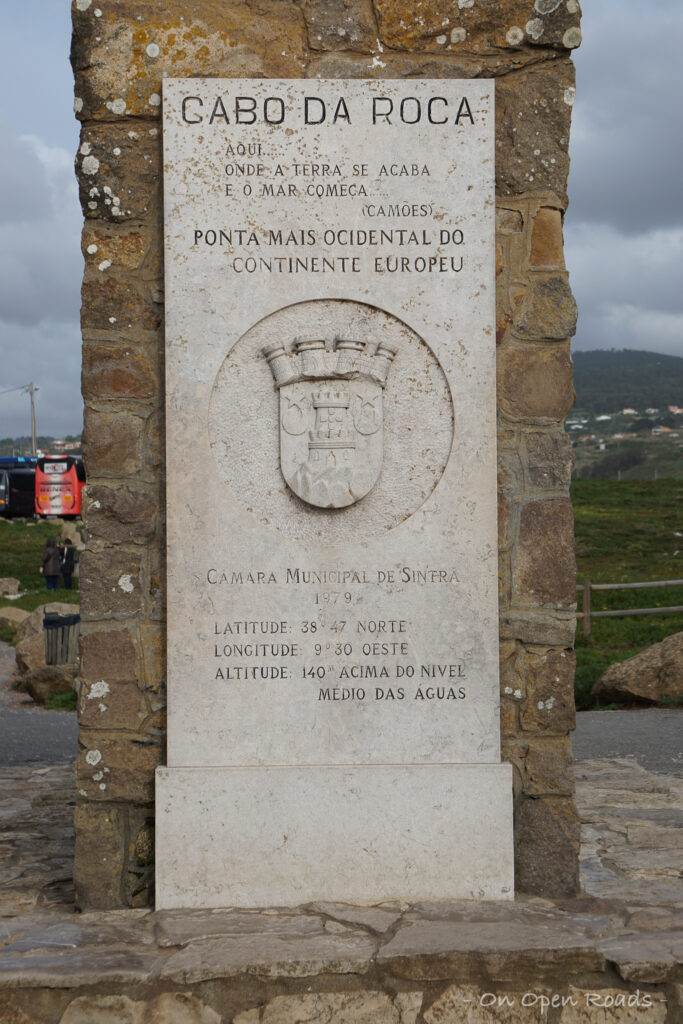 CABO DA ROCA
AQUI.....
ONDE A TERRA SE ACABA
E O MAR COMEÇA.....
(CAMÕES)
PONTA MAIS OCIDENTAL DO
CONTINENTE EUROPEU
CÂMARA MUNICIPAL DE SINTRA
1979
LATITUDE: 38° 47' NORTE
LONGITUDE: 9° 30' OESTE
ALTITUDE: 140ᵐ ACIMA DO NIVEL
MÉDIO DAS ÁGUAS
- On Open Roads -